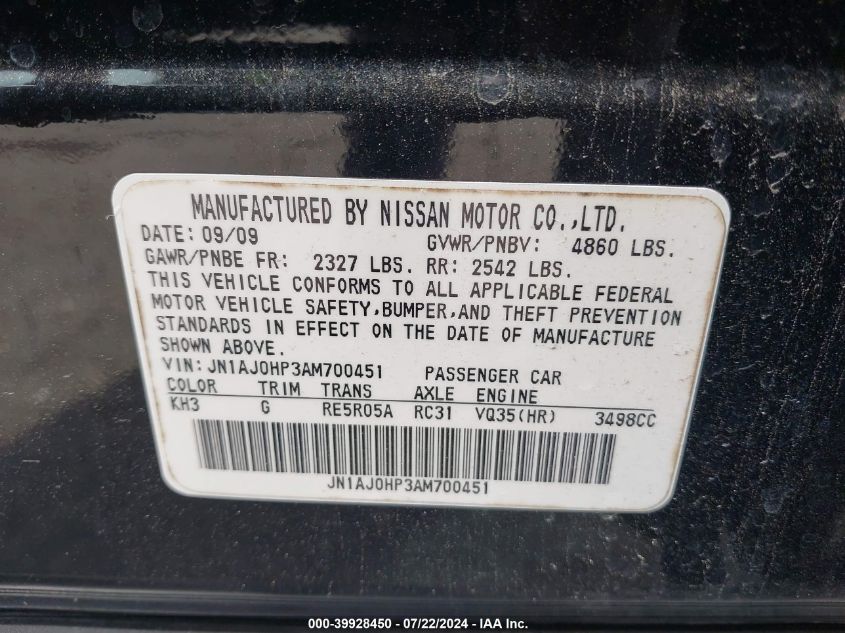 MANUFACTURED BY NISSAN MOTOR CO.,LTD.
DATE: 09/09 GVWR/PNBV: 4860 LBS.
GAWR/PNBE FR: 2327 LBS. RR: 2542 LBS.
THIS VEHICLE CONFORMS TO ALL APPLICABLE FEDERAL
MOTOR VEHICLE SAFETY,BUMPER,AND THEFT PREVENTION
STANDARDS IN EFFECT ON THE DATE OF MANUFACTURE
SHOWN ABOVE.
VIN:JN1AJ0HP3AM700451 PASSENGER CAR
COLOR TRIM TRANS AXLE ENGINE
KH3 G RE5R05A RC31 VQ35(HR) 3498CC
JN1AJ0HP3AM700451
000-39928450 - 07/22/2024 - IAA Inc.